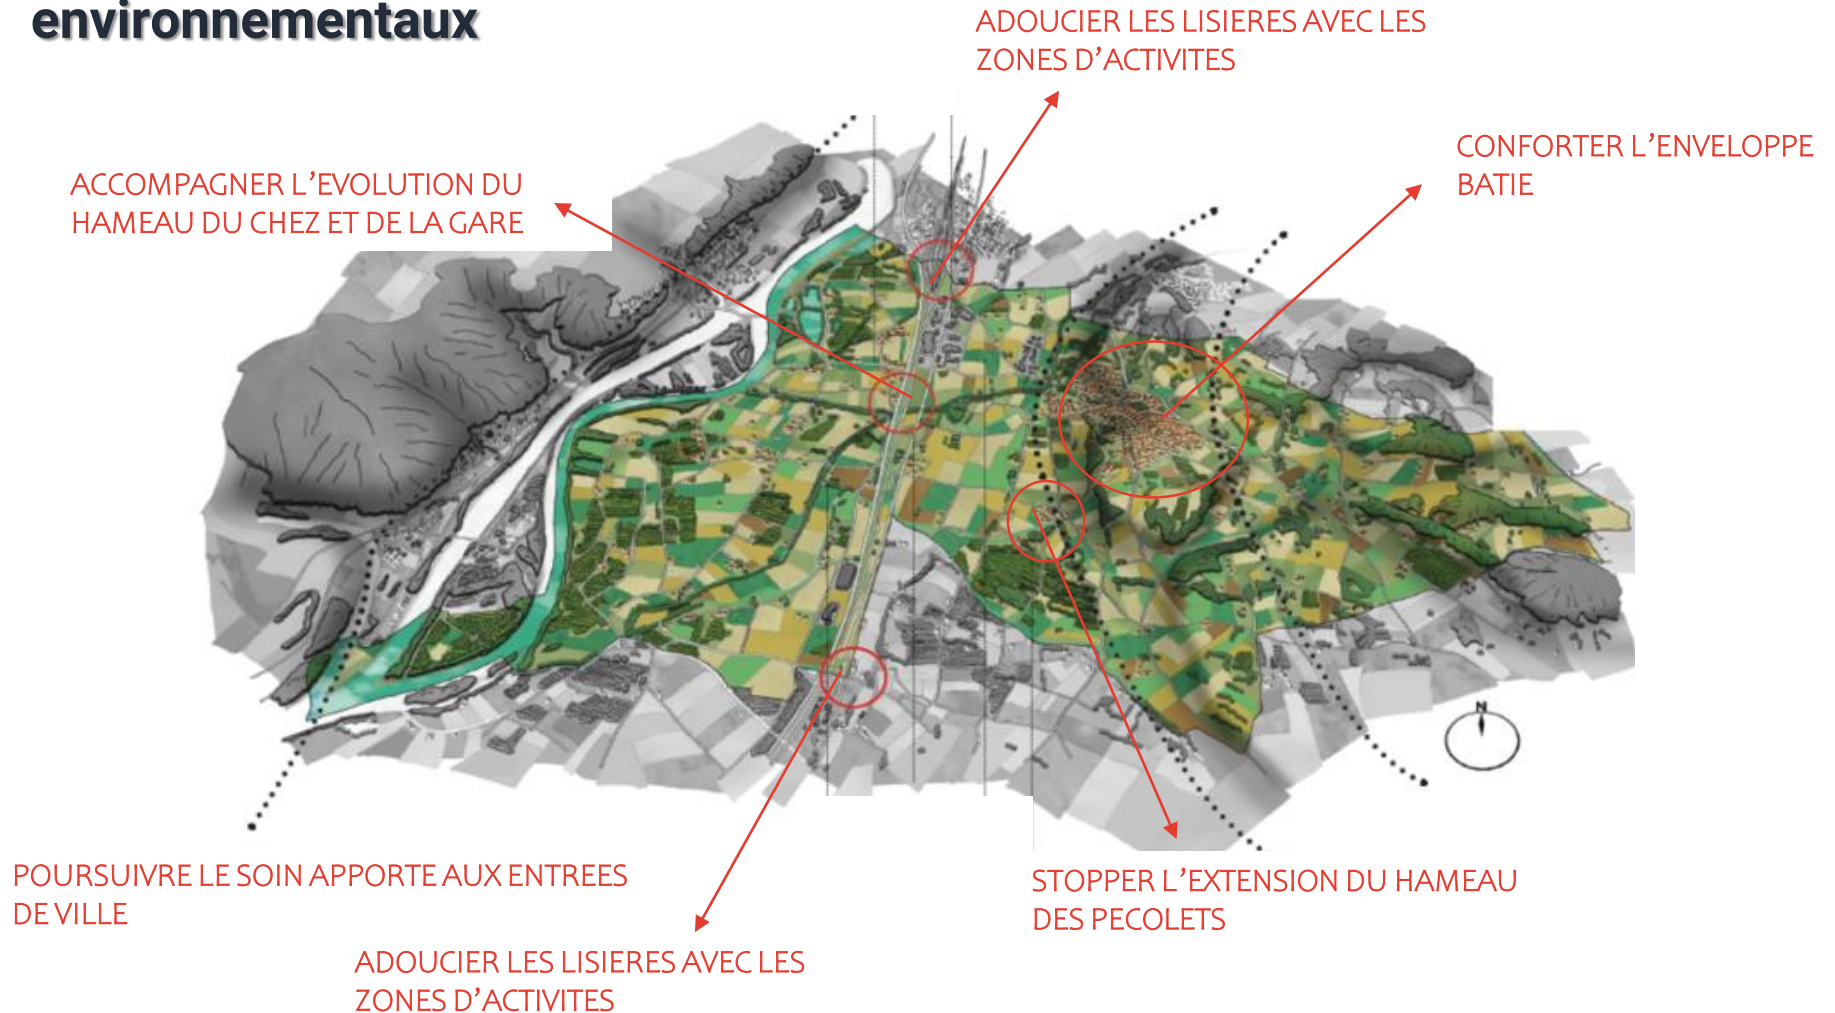 environnementaux
ADOUCIER LES LISIERES AVEC LES
ZONES D'ACTIVITES
CONFORTER L'ENVELOPPE
BATIE
ACCOMPAGNER L'EVOLUTION DU
HAMEAU DU CHEZ ET DE LA GARE
N
POURSUIVRE LE SOIN APPORTE AUX ENTREES
DE VILLE
STOPPER L'EXTENSION DU HAMEAU
DES PECOLETS
ADOUCIER LES LISIERES AVEC LES
ZONES D'ACTIVITES